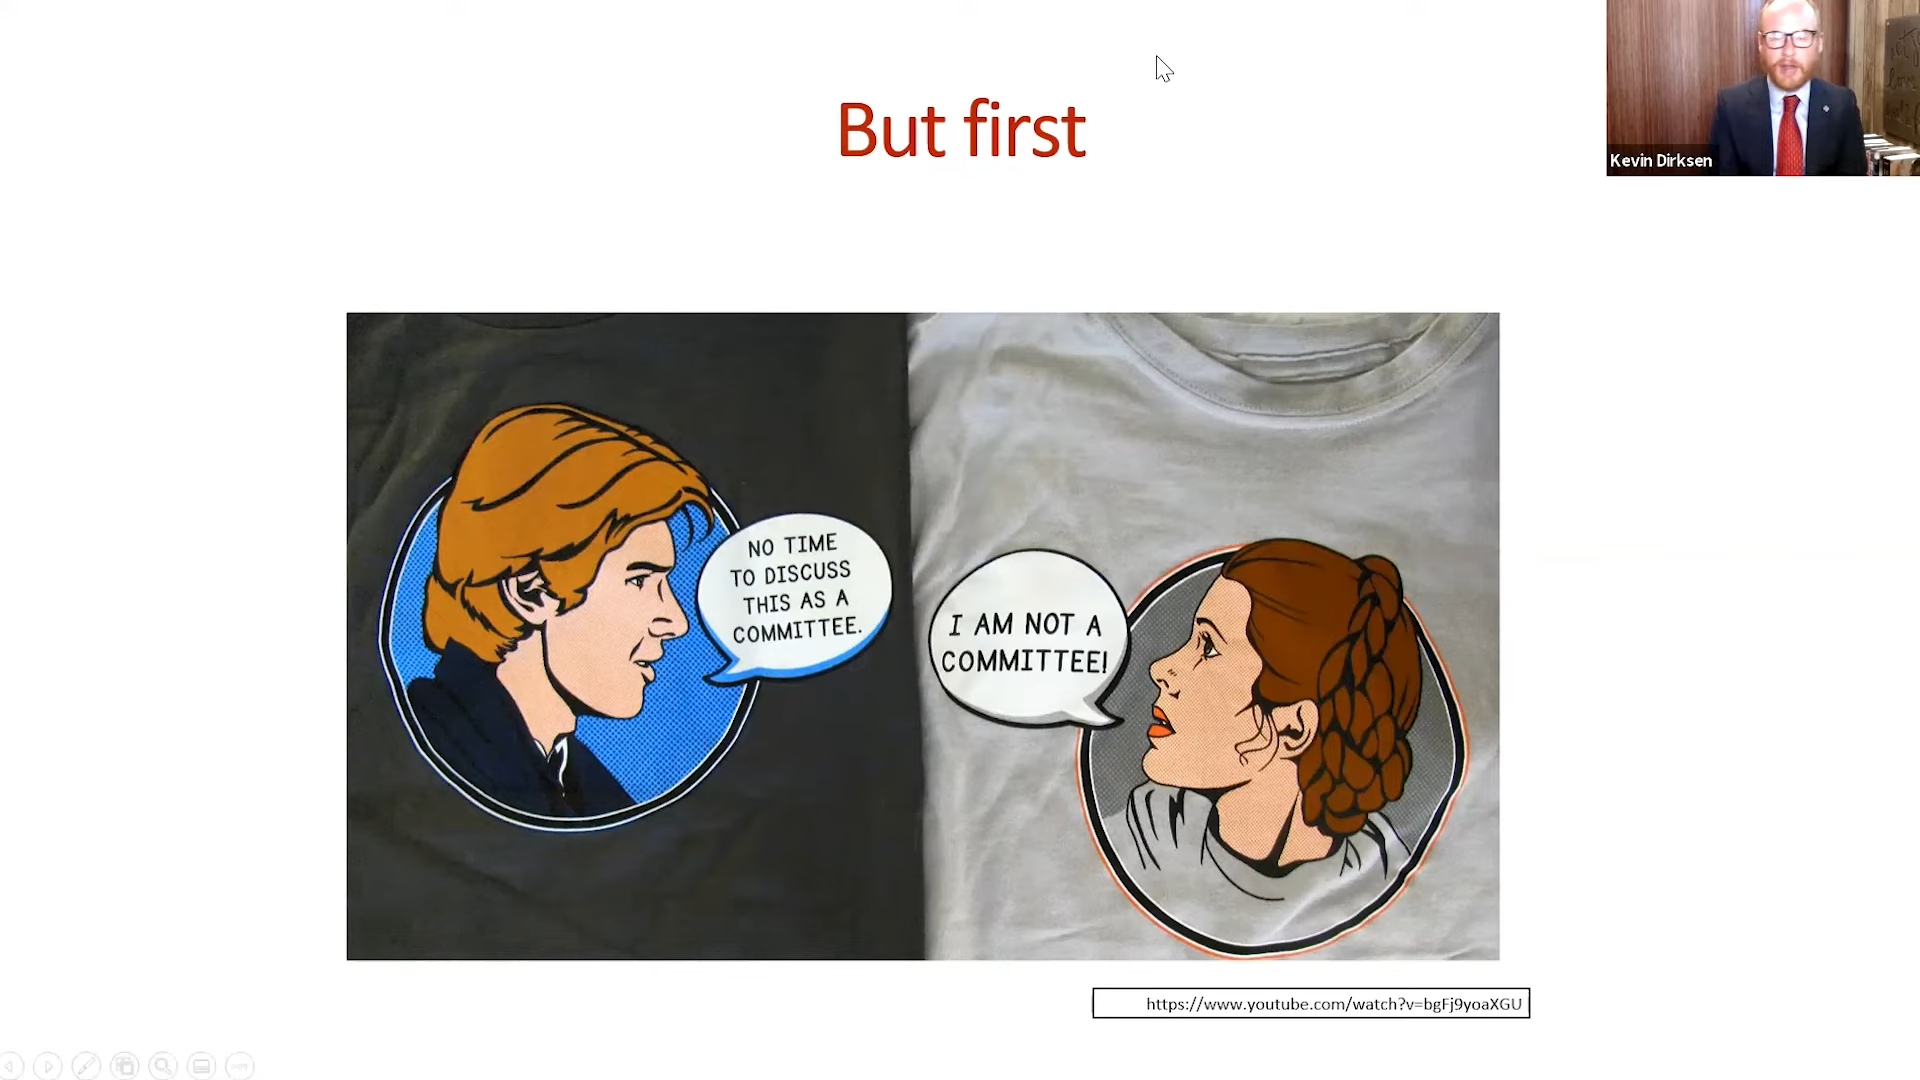 But first
Kevin Dirksen
NO TIME
TO DISCUSS
THIS AS A
COMMITTEE.
I AM NOT A
COMMITTEE!
https://www.youtube.com/watch?v=bgFj9yoaXGU